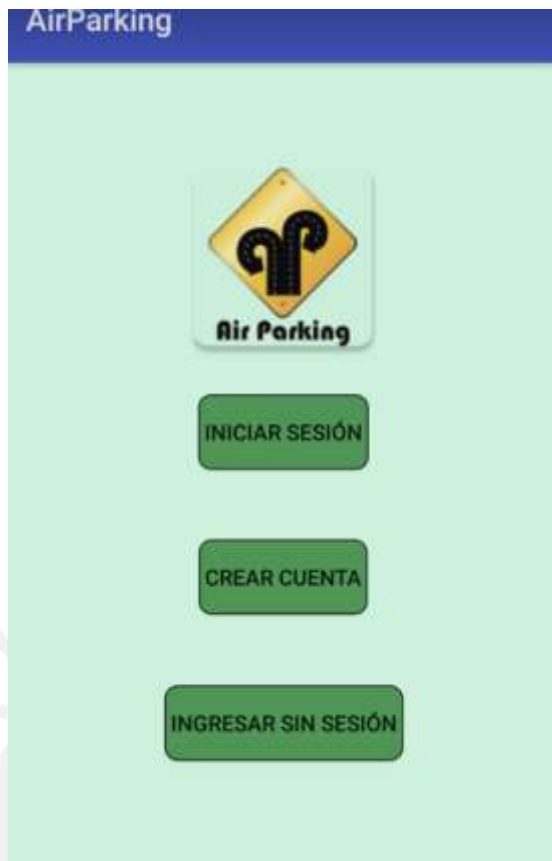 AirParking
Air Parking
INICIAR SESIÓN
CREAR CUENTA
INGRESAR SIN SESIÓN